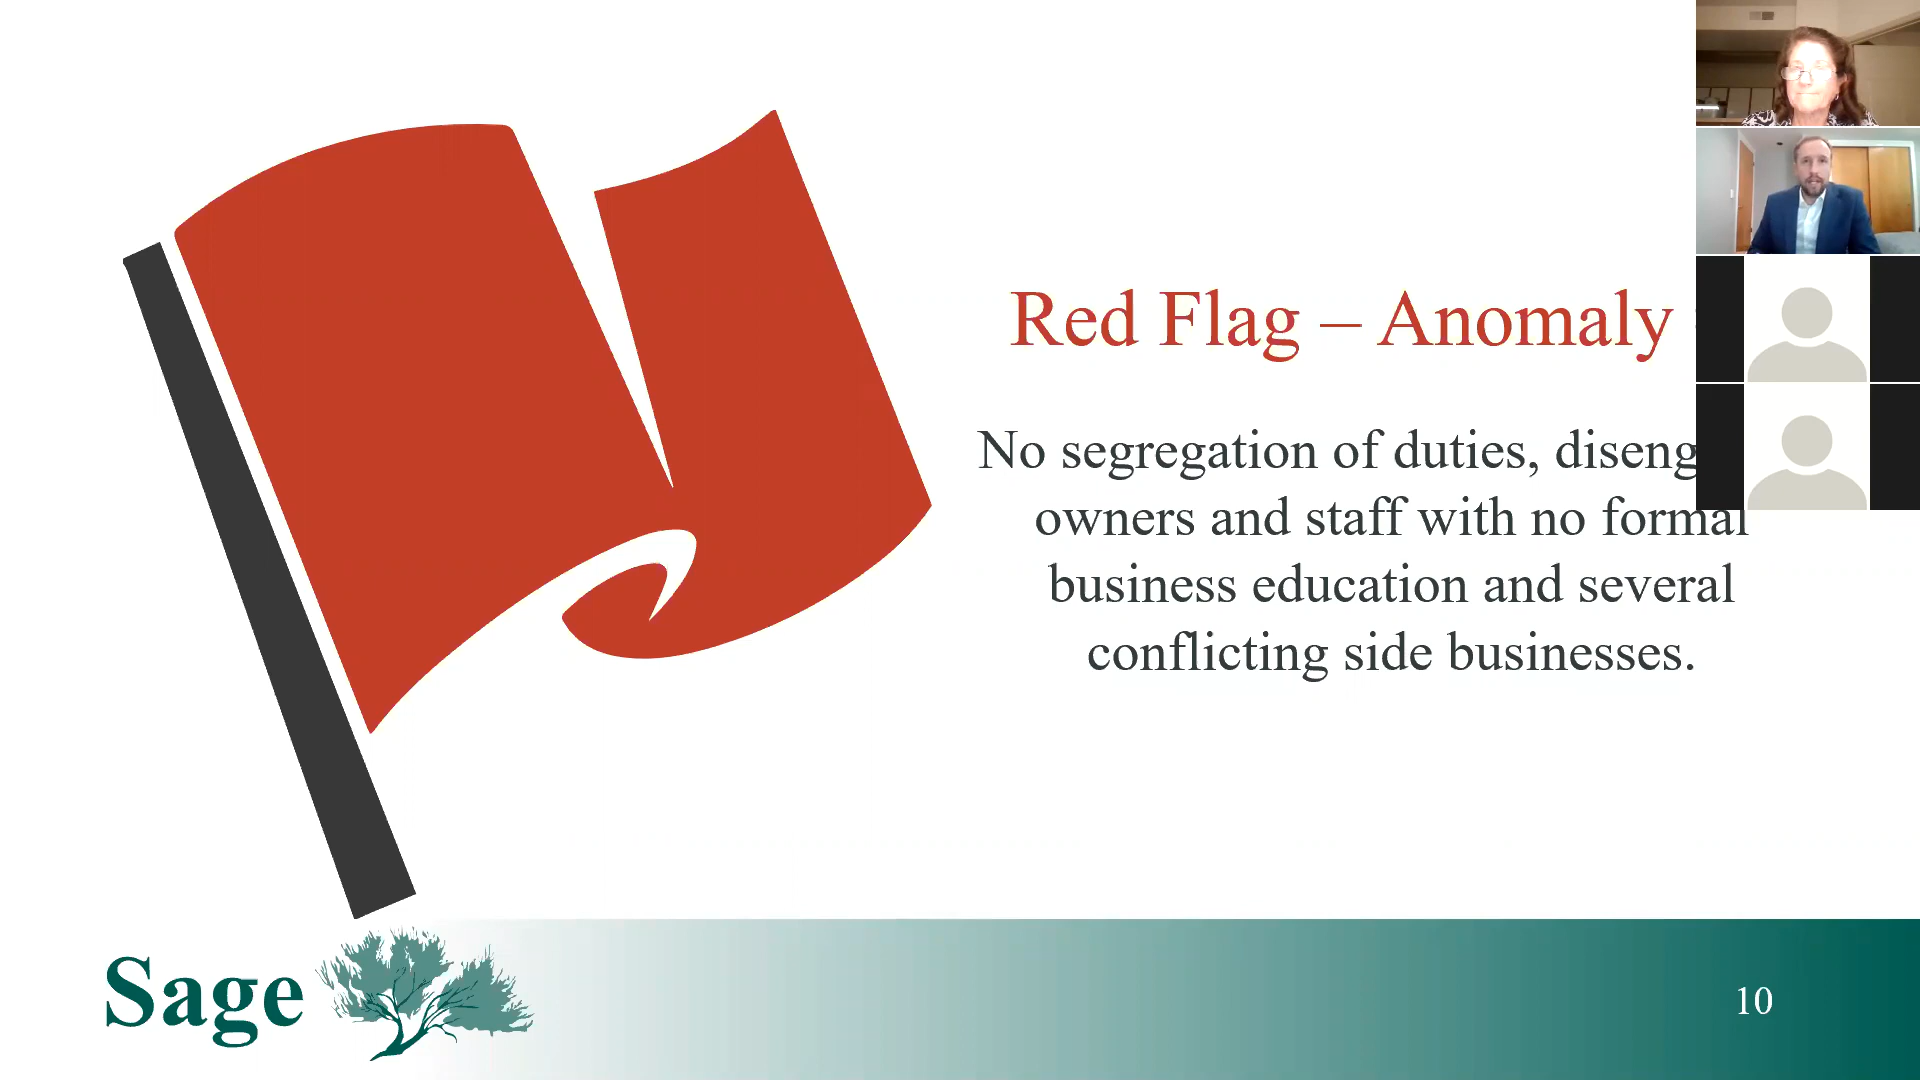 Red Flag – Anomaly
No segregation of duties,
owners and staff with no formal
business education and several
conflicting side businesses.
Sage
10